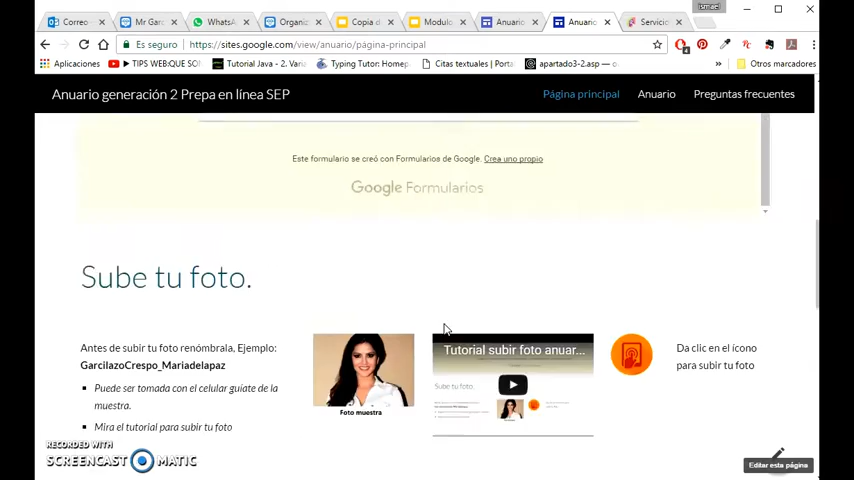 Ismael
Correo
Mr Garc
WhatsA
Organiz
Copia d
Modulo
Anuario
Anuario
Servicio
Es seguro
https://sites.google.com/view/anuario/página-principal
Aplicaciones
TIPS WEB:QUE SON
Tutorial Java - 2. Varia
Typing Tutor: Homep
Citas textuales | Portal
apartado3-2.asp — co
»
Otros marcadores
Anuario generación 2 Prepa en línea SEP
Página principal
Anuario
Preguntas frecuentes
Este formulario se creó con Formularios de Google. Crea uno propio
Google Formularios
Sube tu foto.
Antes de subir tu foto renómbrala, Ejemplo:
GarcilazoCrespo_Mariadelapaz
Puede ser tomada con el celular guíate de la
muestra.
Mira el tutorial para subir tu foto
Foto muestra
Tutorial subir foto anuar...
Da clic en el ícono
para subir tu foto
RECORDED WITH
SCREENCAST MATIC
Editar esta página